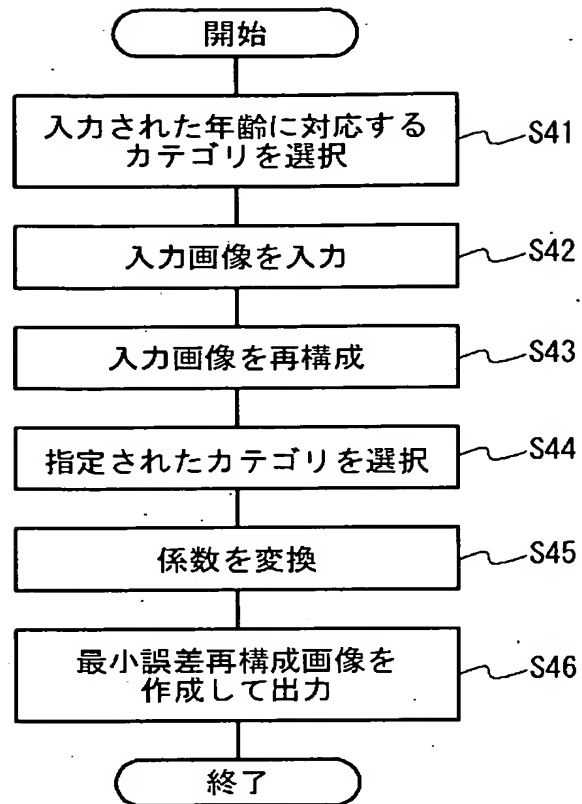 開始
入力された年齢に対応する
カテゴリを選択
S41
入力画像を入力
S42
入力画像を再構成
S43
指定されたカテゴリを選択
S44
係数を変換
S45
最小誤差再構成画像を
作成して出力
S46
終了